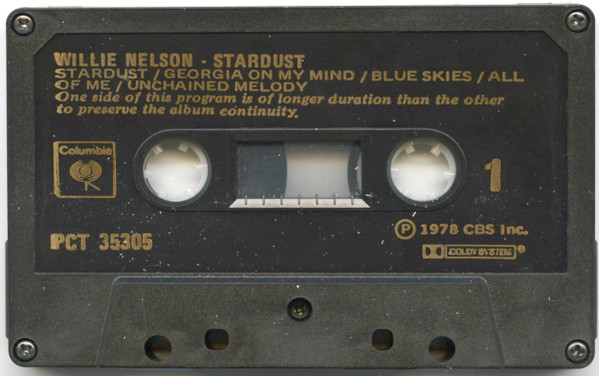 WILLIE NELSON - STARDUST
STARDUST / GEORGIA ON MY MIND / BLUE SKIES / ALL
OF ME / UNCHAINED MELODY
One side of this program is of longer duration than the other
to preserve the album continuity.
Columbia
1
PCT 35305
Ⓟ 1978 CBS Inc.
DOLBY SYSTEM ®